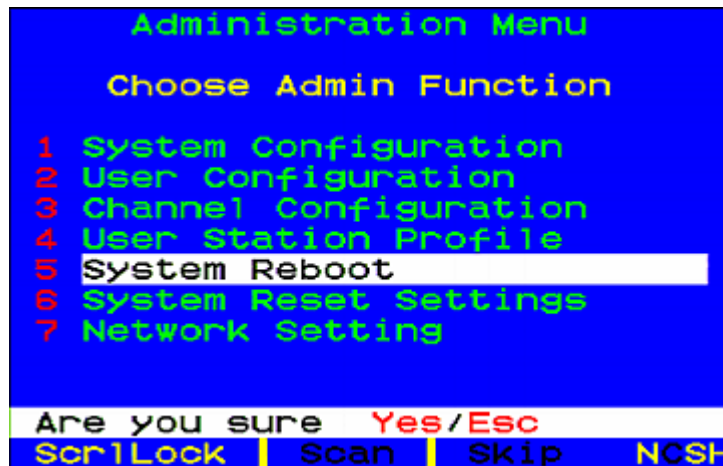 Administration Menu
Choose Admin Function
1 System Configuration
2 User Configuration
3 Channel Configuration
4 User Station Profile
5 System Reboot
6 System Reset Settings
7 Network Setting
Are you sure Yes/Esc
ScrlLock Scan Skip NCSH